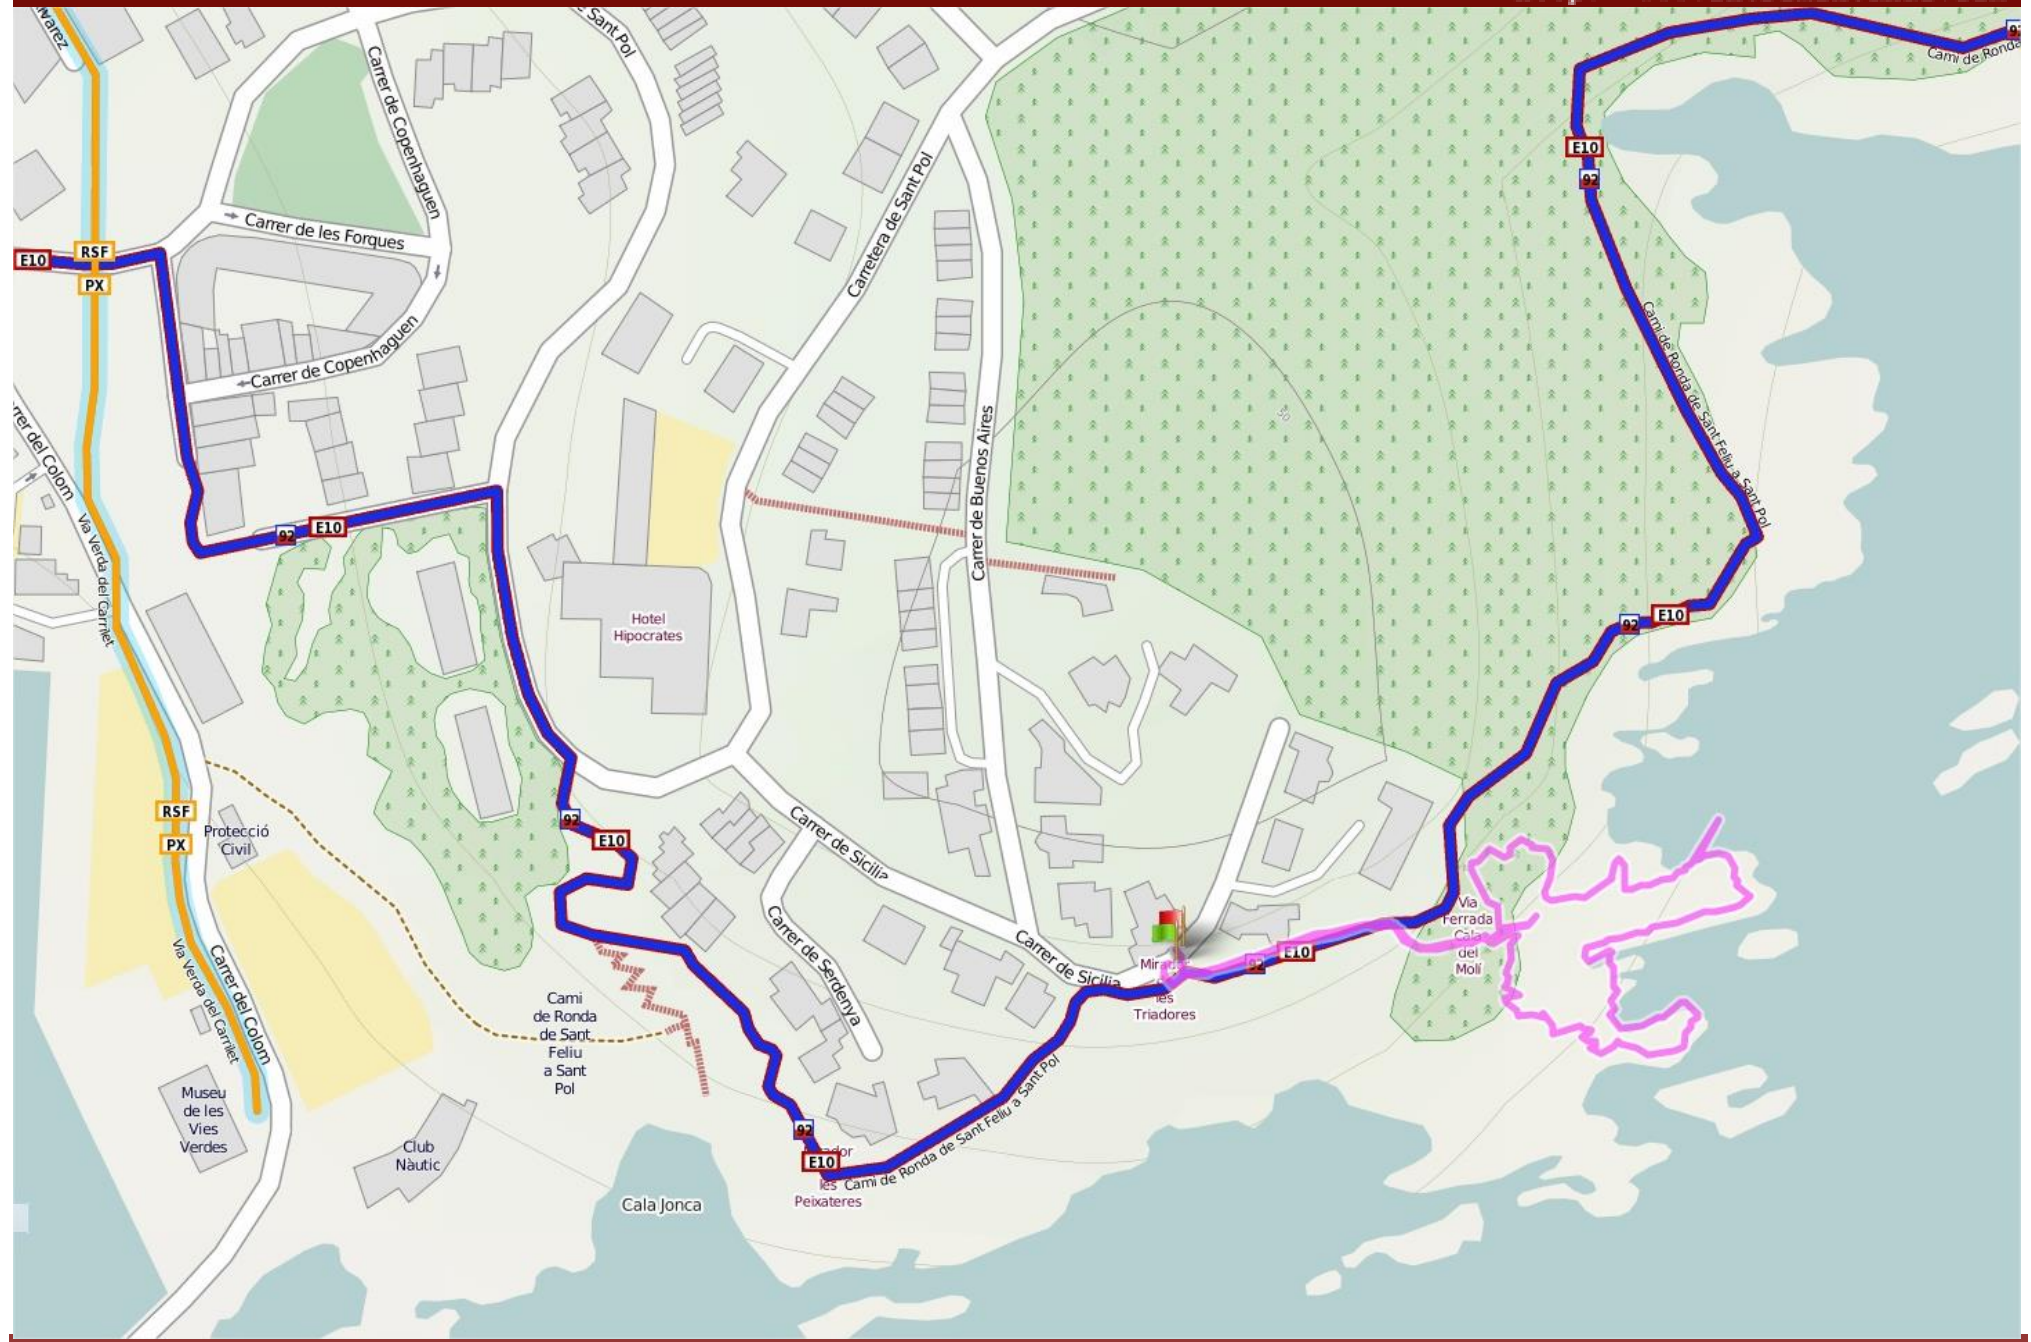 Carrer de Copenhaguen
Sant Pol
Camí de Ronda
92
E10
92
Carretera de Sant Pol
Carrer de les Forques
E10
RSF
PX
Carrer de Copenhaguen
Camí de Ronda de Sant Feliu a Sant Pol
50
Carrer de Buenos Aires
del Colom
Via Verda del Carrilet
92
E10
Hotel
Hipocrates
92
E10
RSF
PX
Protecció
Civil
92
E10
Carrer de Sicilia
Carrer de Serdenya
Via
Ferrada
Cala
del
Molí
Carrer de Sicilia
92
E10
les
Triadores
Via Verda del Carrilet
Carrer del Colom
Cami
de Ronda
de Sant
Feliu
a Sant
Pol
Museu
de les
Vies
Verdes
Club
Nàutic
92
E10
les
Peixateres
Cami de Ronda de Sant Feliu a Sant Pol
Cala Jonca